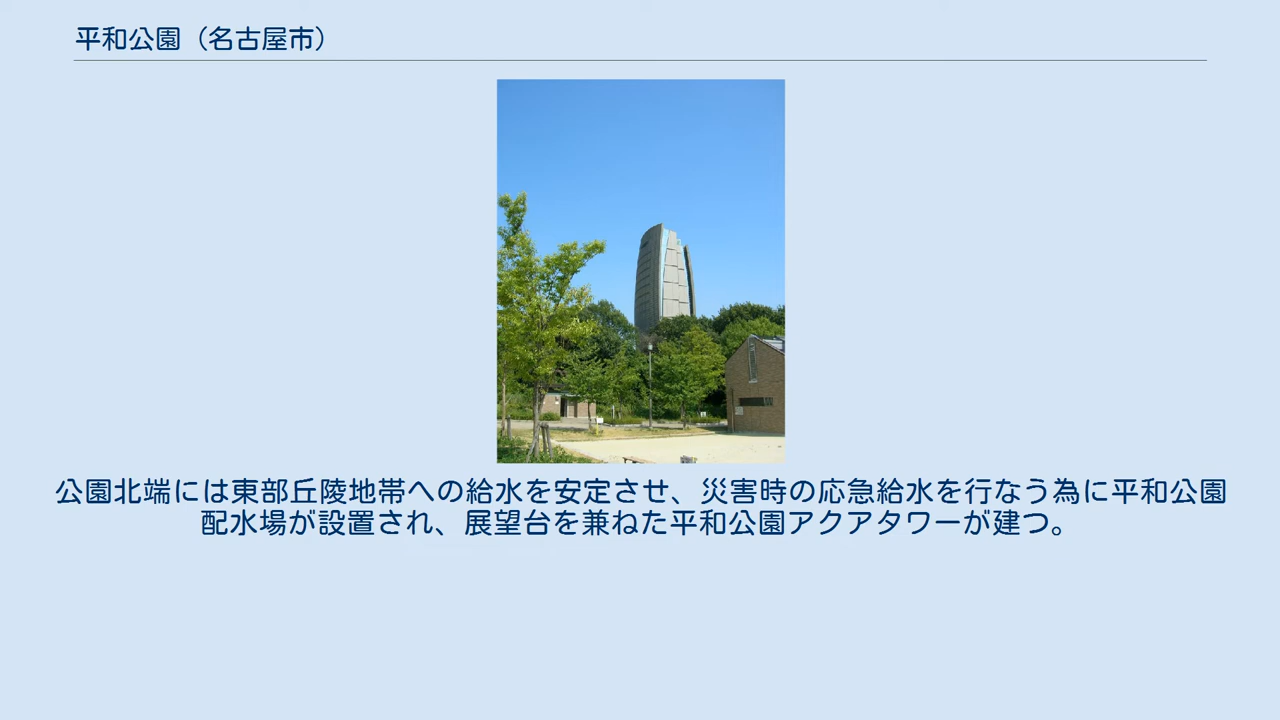 平和公園（名古屋市）
公園北端には東部丘陵地帯への給水を安定させ、災害時の応急給水を行なう為に平和公園
配水場が設置され、展望台を兼ねた平和公園アクアタワーが建つ。